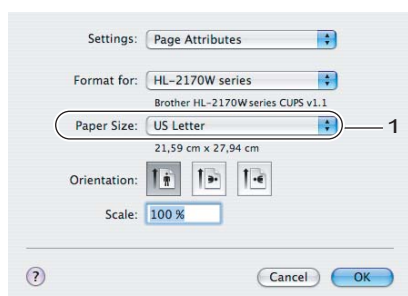 Settings: Page Attributes
Format for: HL-2170W series
Brother HL-2170W series CUPS v1.1
Paper Size: US Letter 1
21,59 cm x 27,94 cm
Orientation:
Scale: 100 %
? Cancel OK